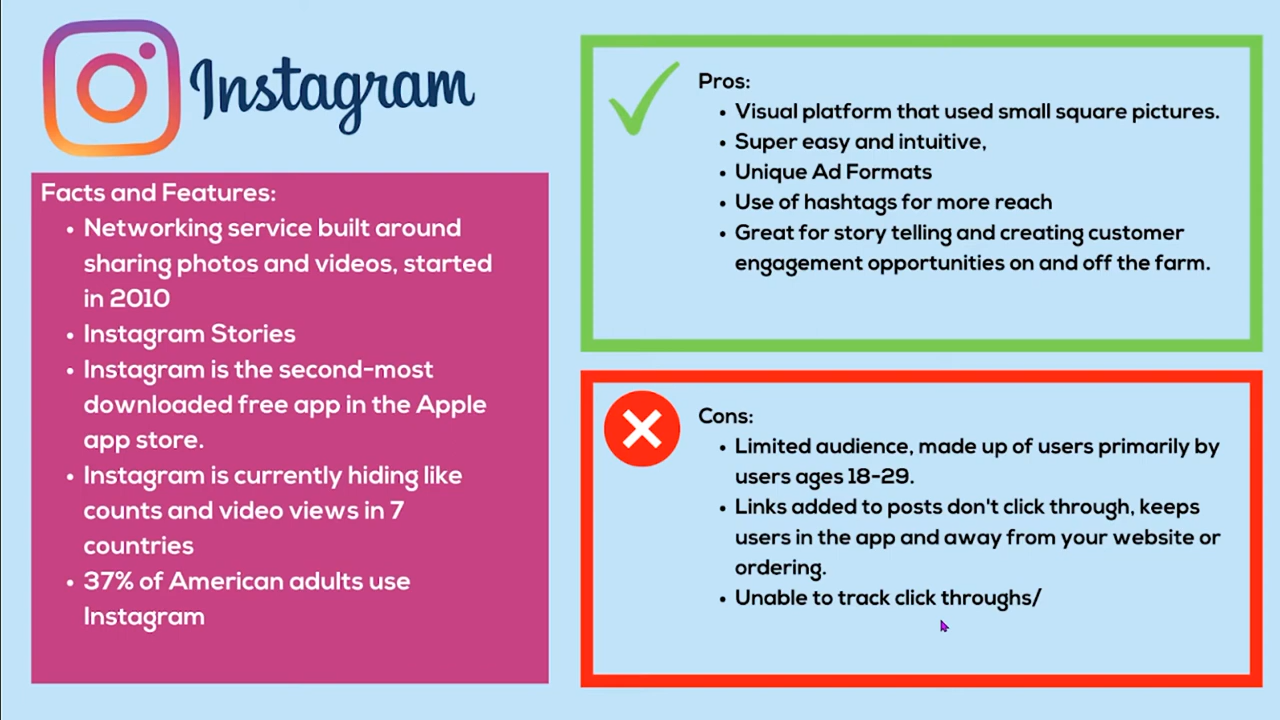 Instagram
Facts and Features:
• Networking service built around
sharing photos and videos, started
in 2010
• Instagram Stories
• Instagram is the second-most
downloaded free app in the Apple
app store.
• Instagram is currently hiding like
counts and video views in 7
countries
• 37% of American adults use
Instagram
Pros:
• Visual platform that used small square pictures.
• Super easy and intuitive,
• Unique Ad Formats
• Use of hashtags for more reach
• Great for story telling and creating customer
engagement opportunities on and off the farm.
Cons:
• Limited audience, made up of users primarily by
users ages 18-29.
• Links added to posts don't click through, keeps
users in the app and away from your website or
ordering.
• Unable to track click throughs/